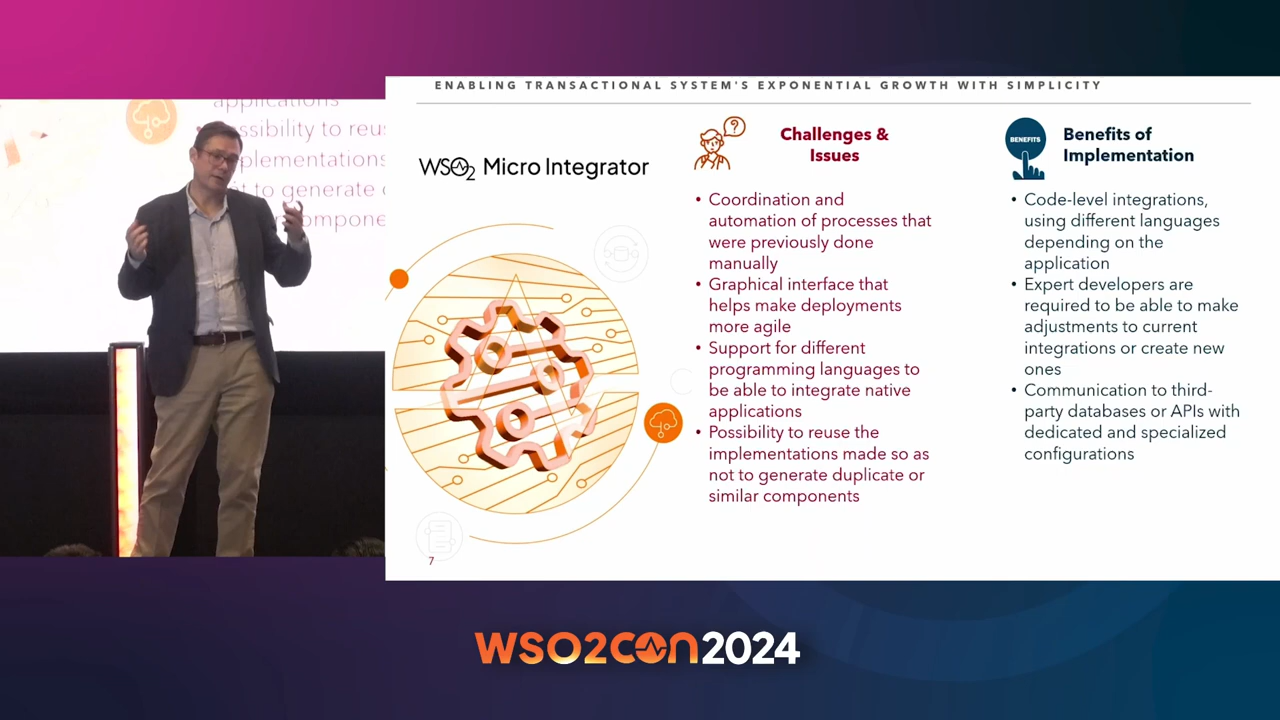 ENABLING TRANSACTIONAL SYSTEM'S EXPONENTIAL GROWTH WITH SIMPLICITY
applications
ssibility to reus
plementations
t to generate
compone
WSO2 Micro Integrator
Challenges &
Issues
• Coordination and
automation of processes that
were previously done
manually
• Graphical interface that
helps make deployments
more agile
• Support for different
programming languages to
be able to integrate native
applications
• Possibility to reuse the
implementations made so as
not to generate duplicate or
similar components
BENEFITS
Benefits of
Implementation
• Code-level integrations,
using different languages
depending on the
application
• Expert developers are
required to be able to make
adjustments to current
integrations or create new
ones
• Communication to third-
party databases or APIs with
dedicated and specialized
configurations
7
WSO2CON2024